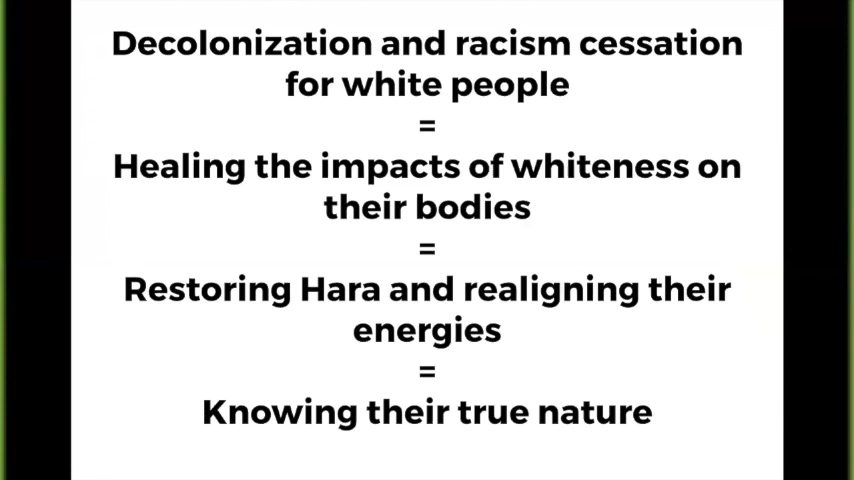 Decolonization and racism cessation
for white people
=
Healing the impacts of whiteness on
their bodies
=
Restoring Hara and realigning their
energies
=
Knowing their true nature